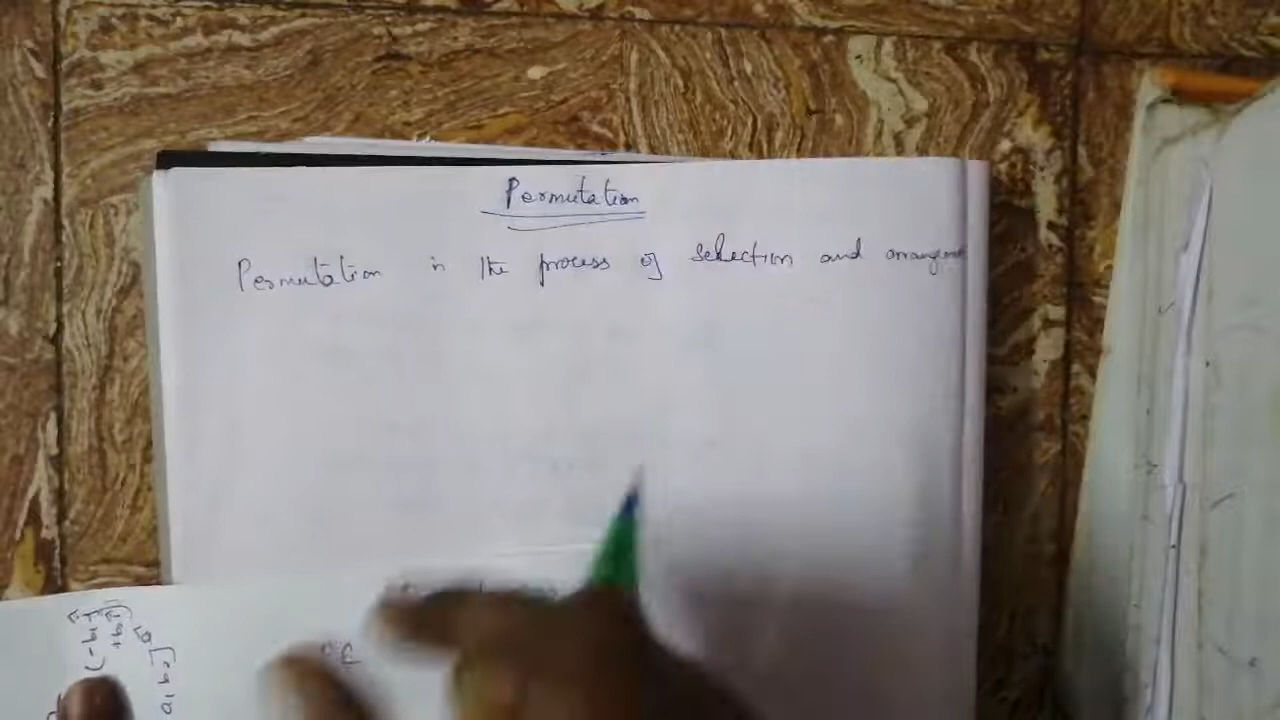 Permutation
Permutation is the process of selection and arrangement